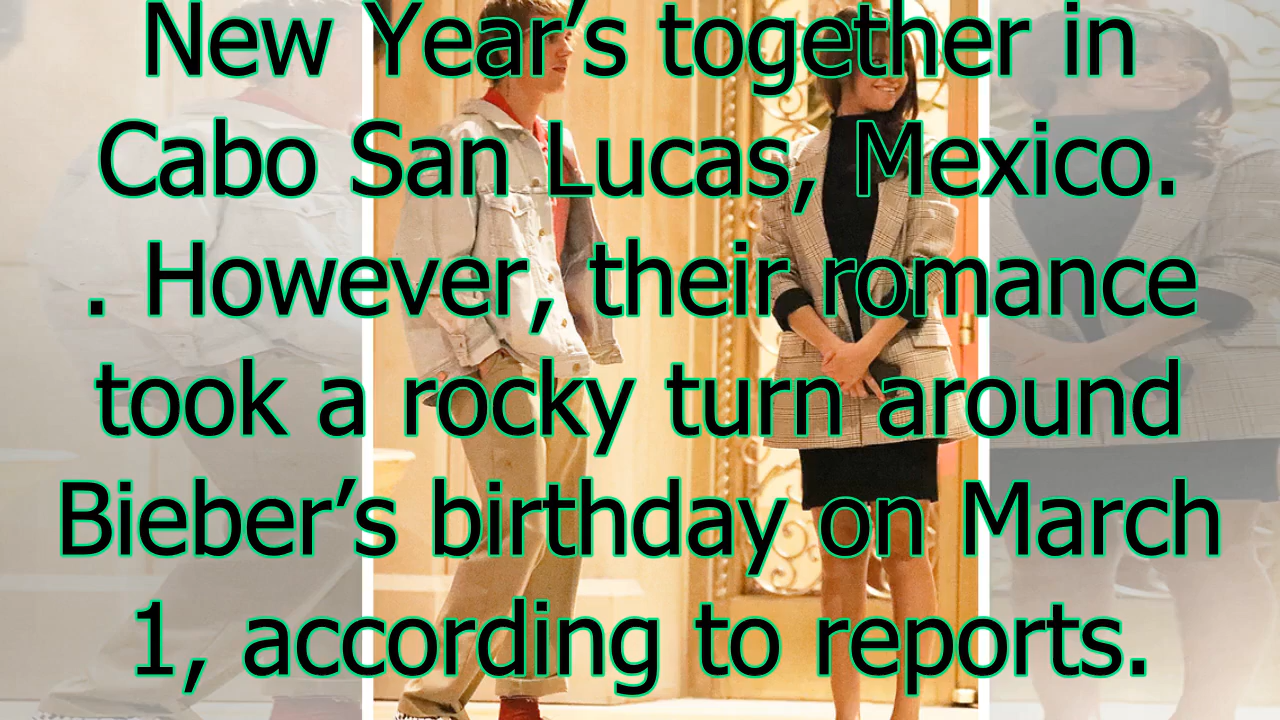 New Year’s together in
Cabo San Lucas, Mexico.
. However, their romance
took a rocky turn around
Bieber’s birthday on March
1, according to reports.